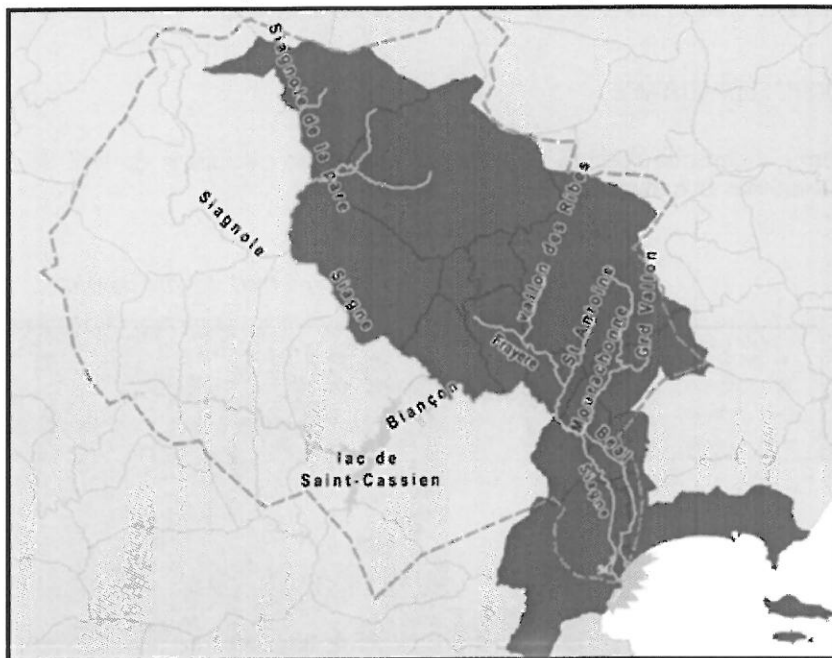 Siagnole de la Pare
Siagnole
Siagne
vallon des Ribes
St Antoine
Mourachonne
Grd Vallon
Frayère
Biançon
Béal
lac de
Saint-Cassien
Siagne